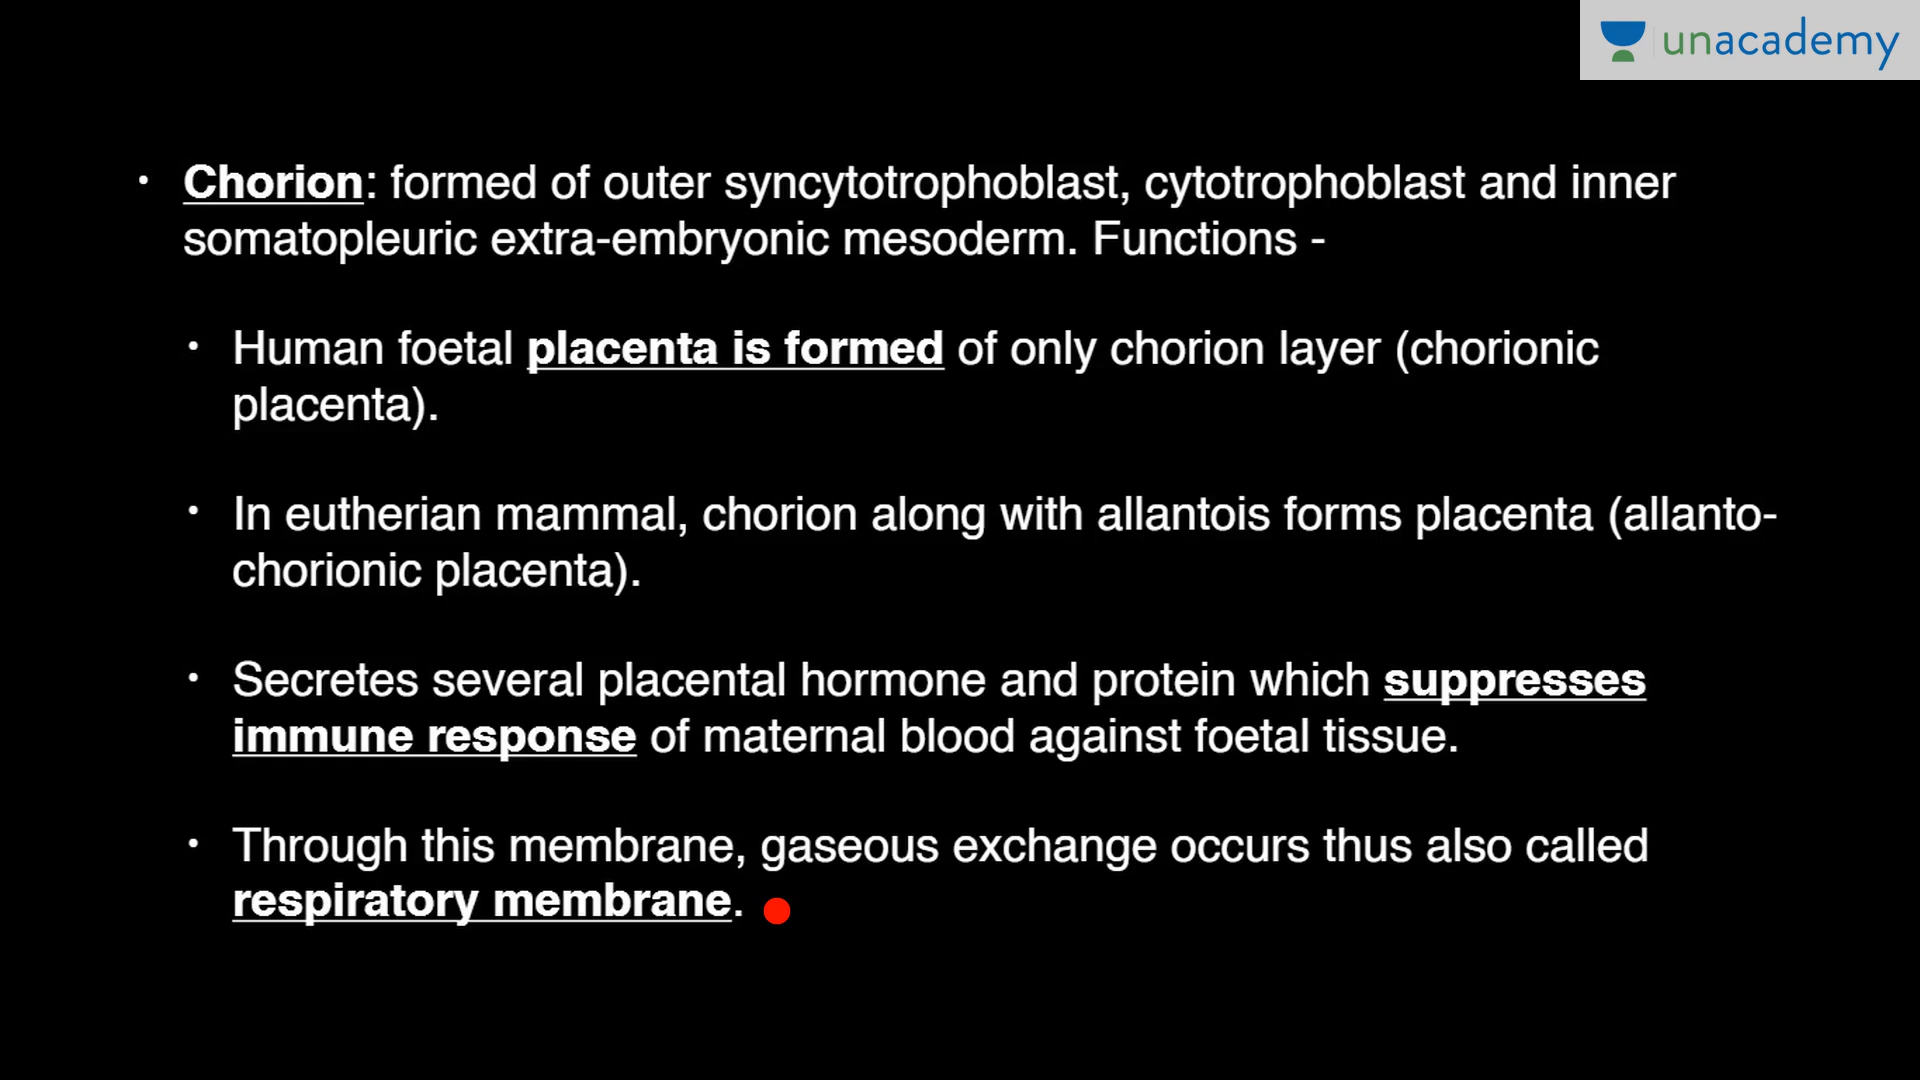 unacademy
• Chorion: formed of outer syncytotrophoblast, cytotrophoblast and inner
somatopleuric extra-embryonic mesoderm. Functions -
• Human foetal placenta is formed of only chorion layer (chorionic
placenta).
• In eutherian mammal, chorion along with allantois forms placenta (allanto-
chorionic placenta).
• Secretes several placental hormone and protein which suppresses
immune response of maternal blood against foetal tissue.
• Through this membrane, gaseous exchange occurs thus also called
respiratory membrane.